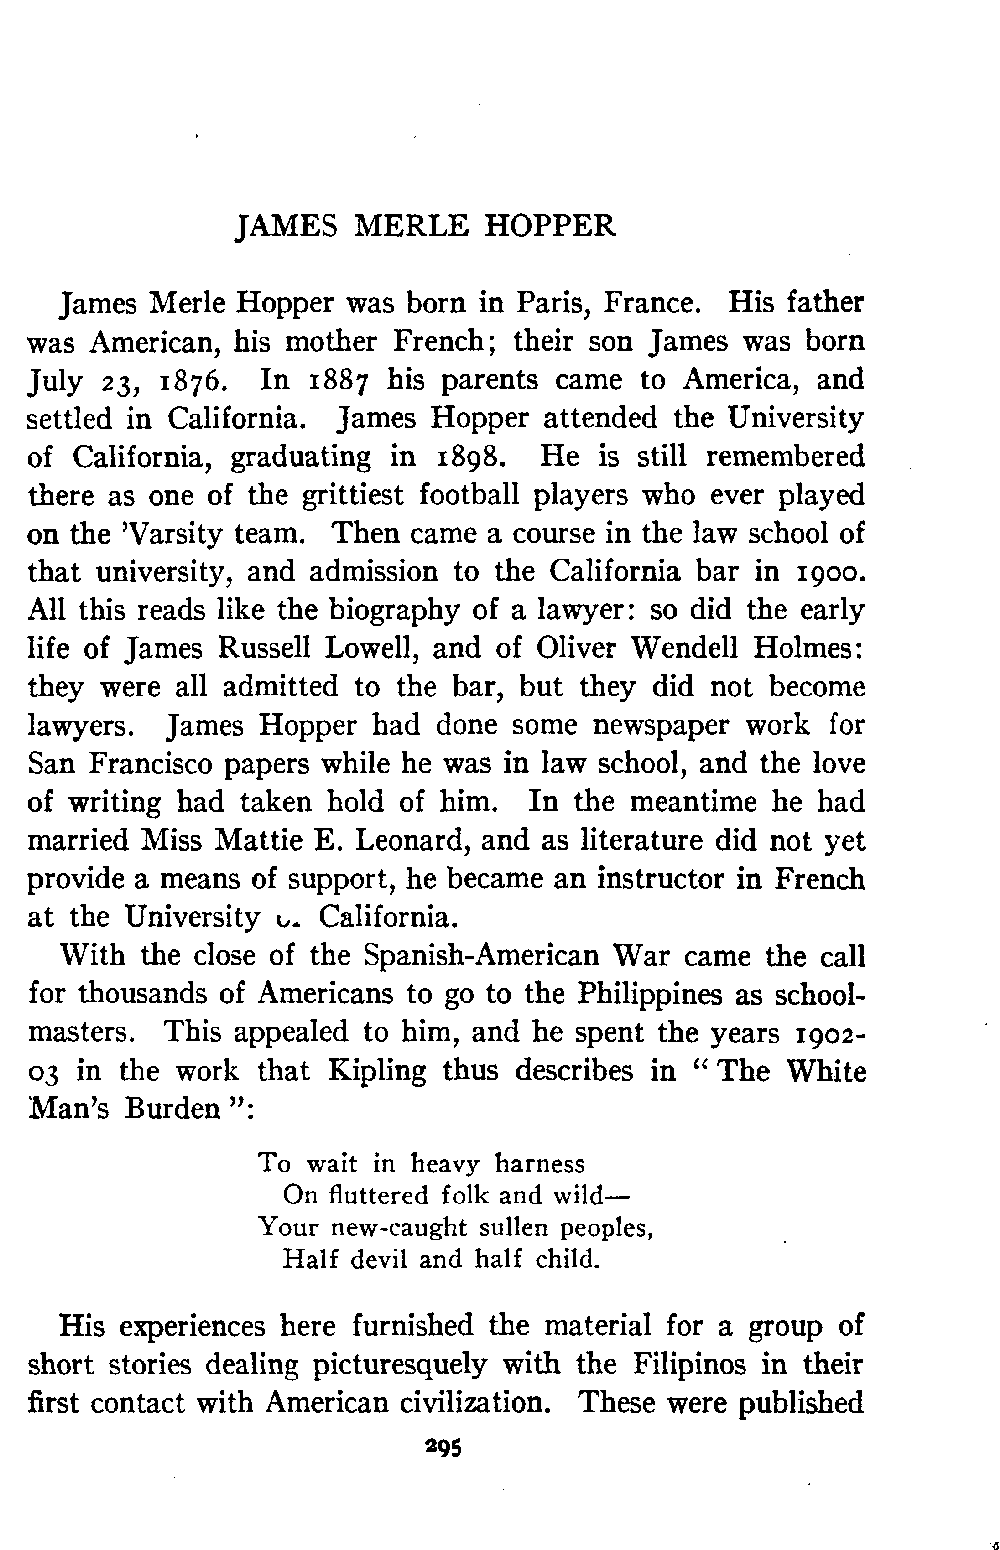 JAMES MERLE HOPPER
James Merle Hopper was born in Paris, France. His father
was American, his mother French; their son James was born
July 23, 1876. In 1887 his parents came to America, and
settled in California. James Hopper attended the University
of California, graduating in 1898. He is still remembered
there as one of the grittiest football players who ever played
on the 'Varsity team. Then came a course in the law school of
that university, and admission to the California bar in 1900.
All this reads like the biography of a lawyer: so did the early
life of James Russell Lowell, and of Oliver Wendell Holmes:
they were all admitted to the bar, but they did not become
lawyers. James Hopper had done some newspaper work for
San Francisco papers while he was in law school, and the love
of writing had taken hold of him. In the meantime he had
married Miss Mattie E. Leonard, and as literature did not yet
provide a means of support, he became an instructor in French
at the University California.
With the close of the Spanish-American War came the call
for thousands of Americans to go to the Philippines as school-
masters. This appealed to him, and he spent the years 1902-
03 in the work that Kipling thus describes in "The White
Man's Burden":
To wait in heavy harness
On fluttered folk and wild—
Your new-caught sullen peoples,
Half devil and half child.
His experiences here furnished the material for a group of
short stories dealing picturesquely with the Filipinos in their
first contact with American civilization. These were published
295